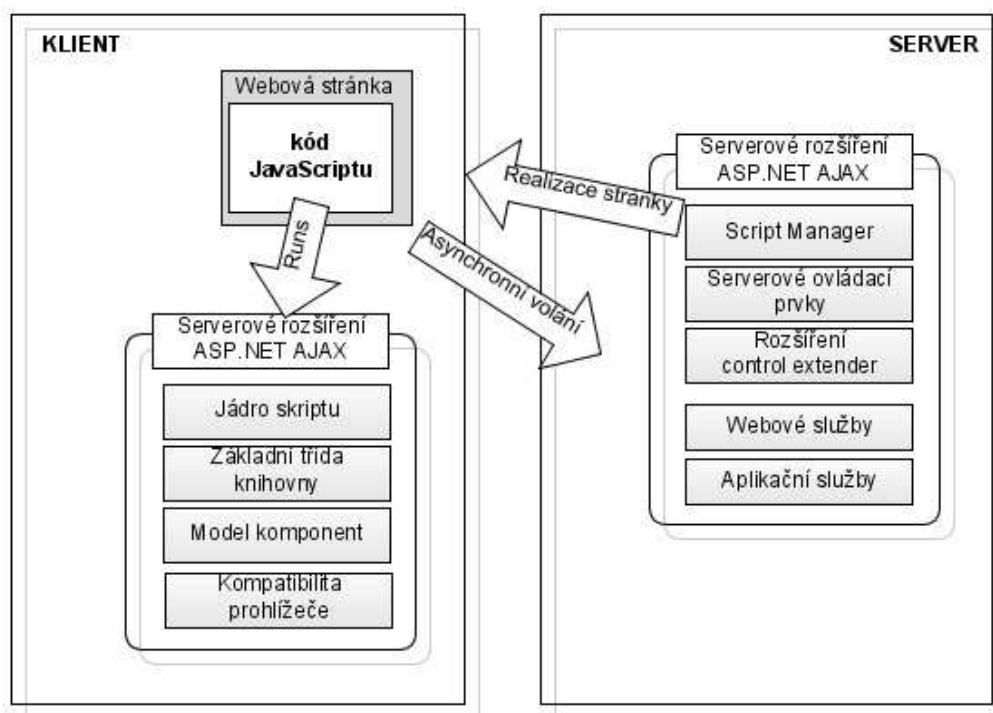 KLIENT
Webová stránka
kód
JavaScriptu
Runs
Serverové rozšíření
ASP.NET AJAX
Jádro skriptu
Základní třída
knihovny
Model komponent
Kompatibilita
prohlížeče
Realizace stranky
Asynchronní volání
SERVER
Serverové rozšíření
ASP.NET AJAX
Script Manager
Serverové ovládací
prvky
Rozšíření
control extender
Webové služby
Aplikační služby